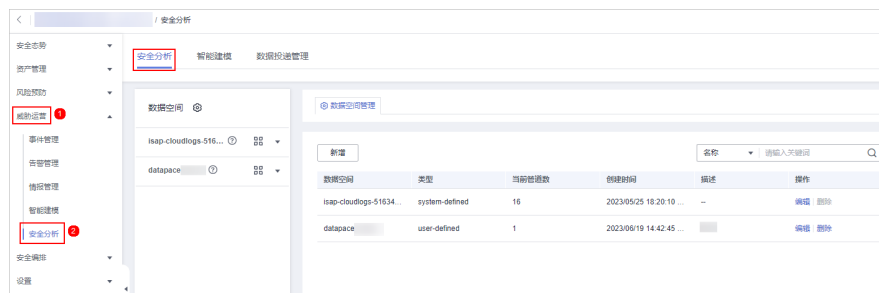 / 安全分析
安全态势
资产管理
风险预防
威胁运营 1
事件管理
告警管理
情报管理
智能建模
安全分析 2
安全编排
设置
安全分析 智能建模 数据投递管理
数据空间
isap-cloudlogs-516...
datapace
数据空间管理
新增
名称 请输入关键词
数据空间 类型 当前管道数 创建时间 描述 操作
isap-cloudlogs-51634... system-defined 16 2023/05/25 18:20:10 ... -- 编辑 删除
datapace user-defined 1 2023/06/19 14:42:45 ... 编辑 删除